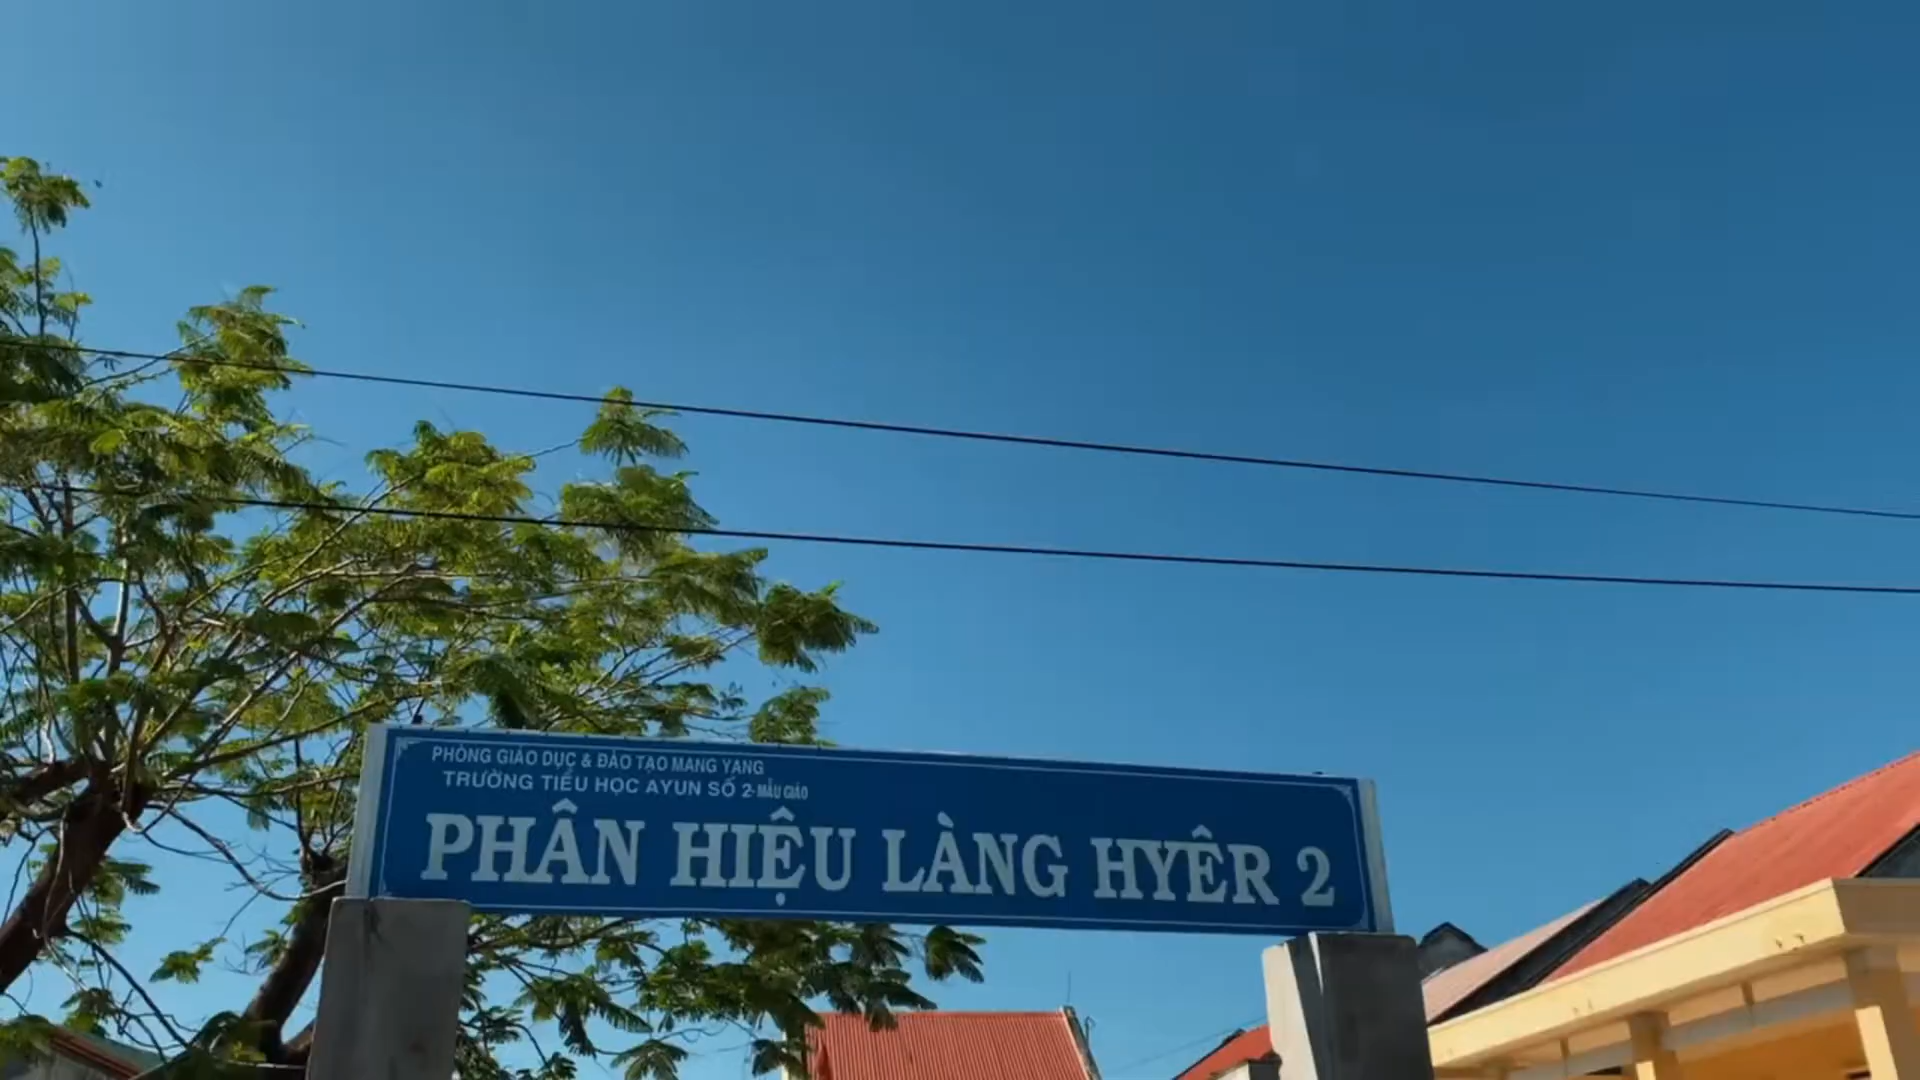 PHÒNG GIÁO DỤC & ĐÀO TẠO MANG YANG
TRƯỜNG TIỂU HỌC AYUN SỐ 2-MẪU GIÁO
PHÂN HIỆU LÀNG HYÊR 2